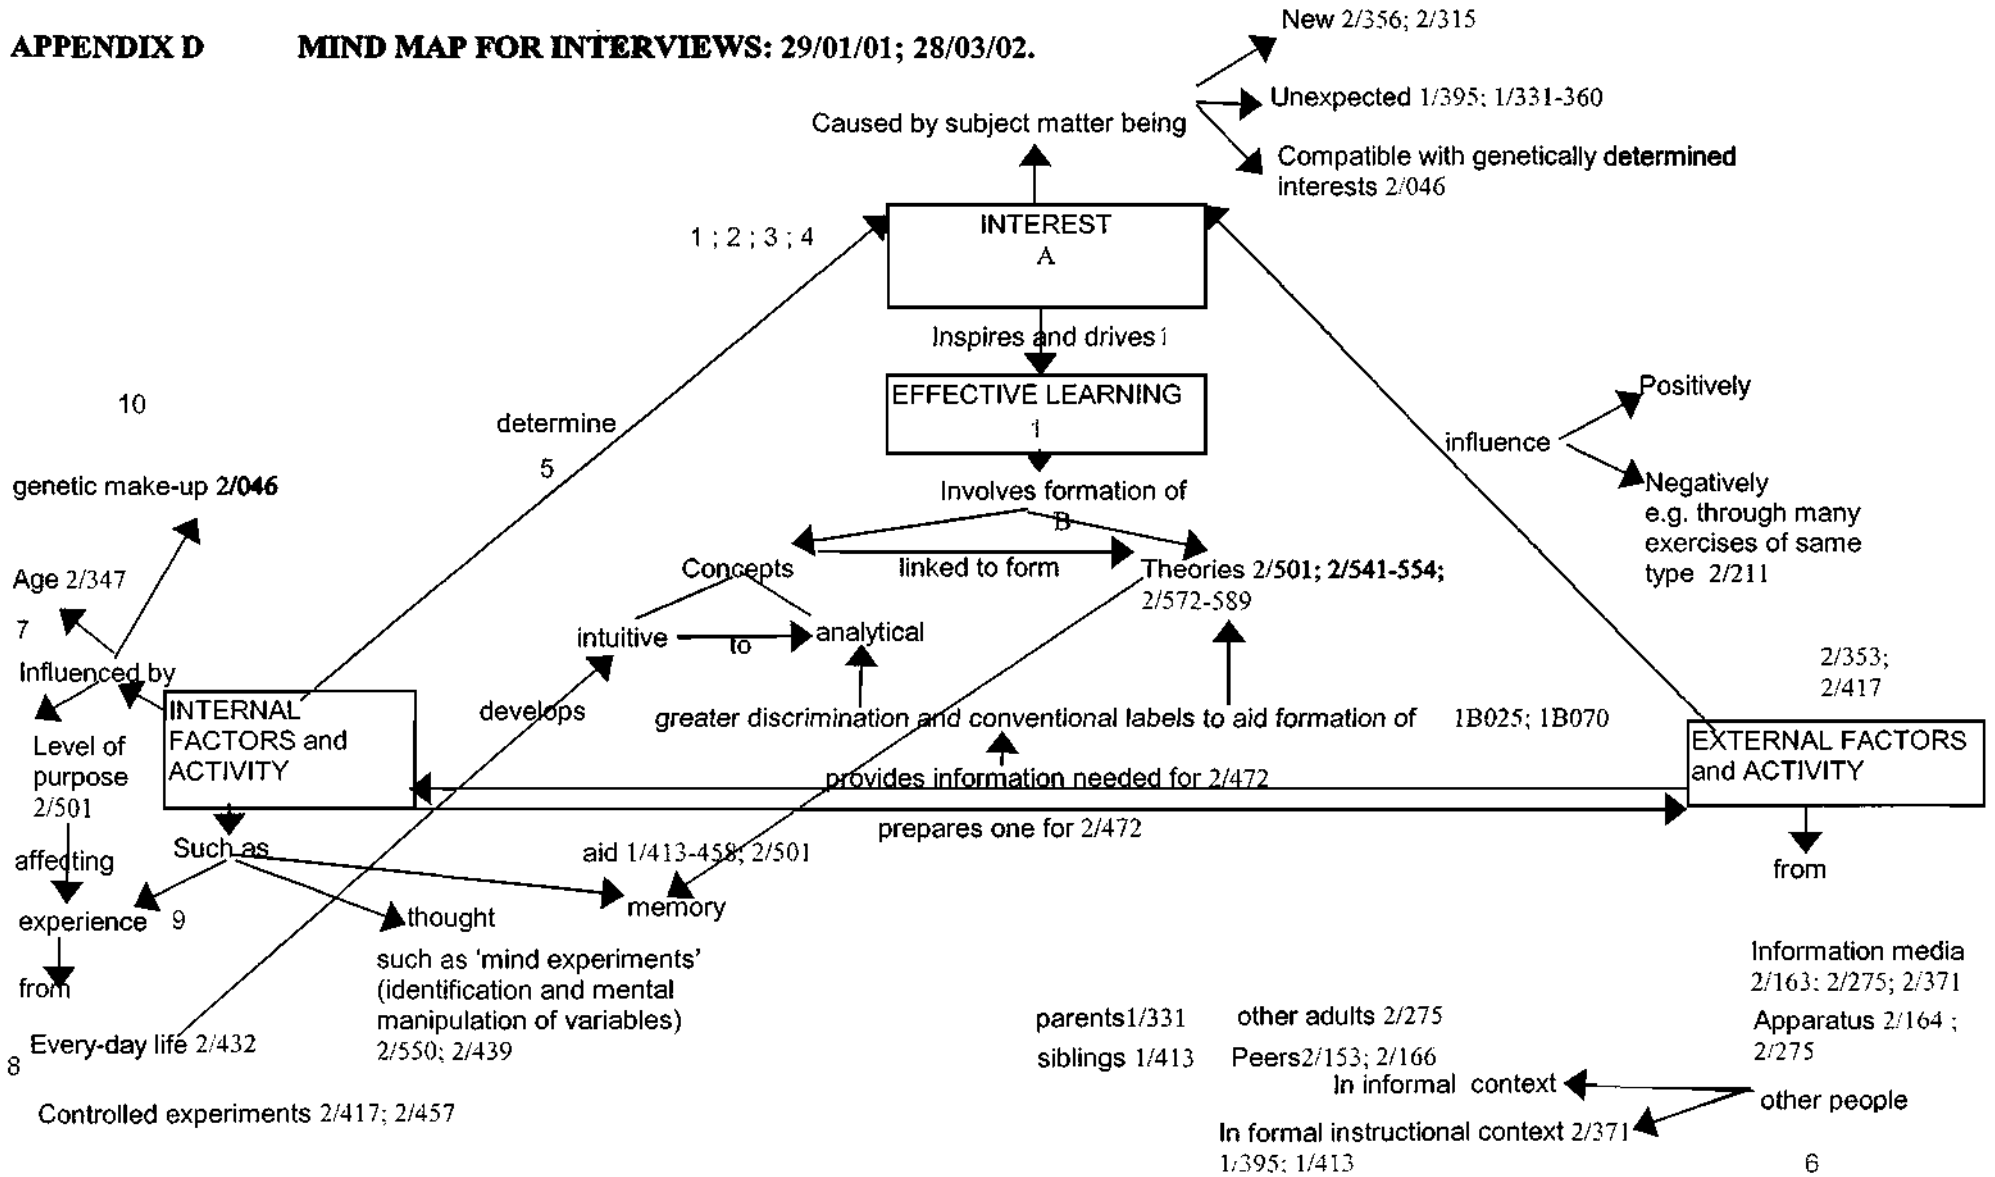 APPENDIX D MIND MAP FOR INTERVIEWS: 29/01/01; 28/03/02.
New 2/356; 2/315
Unexpected 1/395; 1/331-360
Caused by subject matter being
Compatible with genetically determined
interests 2/046
1 ; 2 ; 3 ; 4
INTEREST
A
Inspires and drives 1
EFFECTIVE LEARNING
1
Positively
influence
Negatively
e.g. through many
exercises of same
type 2/211
10
determine
5
genetic make-up 2/046
Involves formation of
B
Concepts
linked to form
Theories 2/501; 2/541-554;
2/572-589
Age 2/347
7
intuitive
to
analytical
Influenced by
2/353;
2/417
INTERNAL
FACTORS and
ACTIVITY
develops
greater discrimination and conventional labels to aid formation of 1B025; 1B070
EXTERNAL FACTORS
and ACTIVITY
Level of
purpose
2/501
provides information needed for 2/472
prepares one for 2/472
affecting
Such as
aid 1/413-458; 2/501
from
experience 9
thought
memory
such as 'mind experiments'
(identification and mental
manipulation of variables)
2/550; 2/439
from
Every-day life 2/432
8
Controlled experiments 2/417; 2/457
Information media
2/163; 2/275; 2/371
parents1/331 other adults 2/275
Apparatus 2/164 ;
2/275
siblings 1/413 Peers2/153; 2/166
In informal context
other people
In formal instructional context 2/371
1/395; 1/413
6